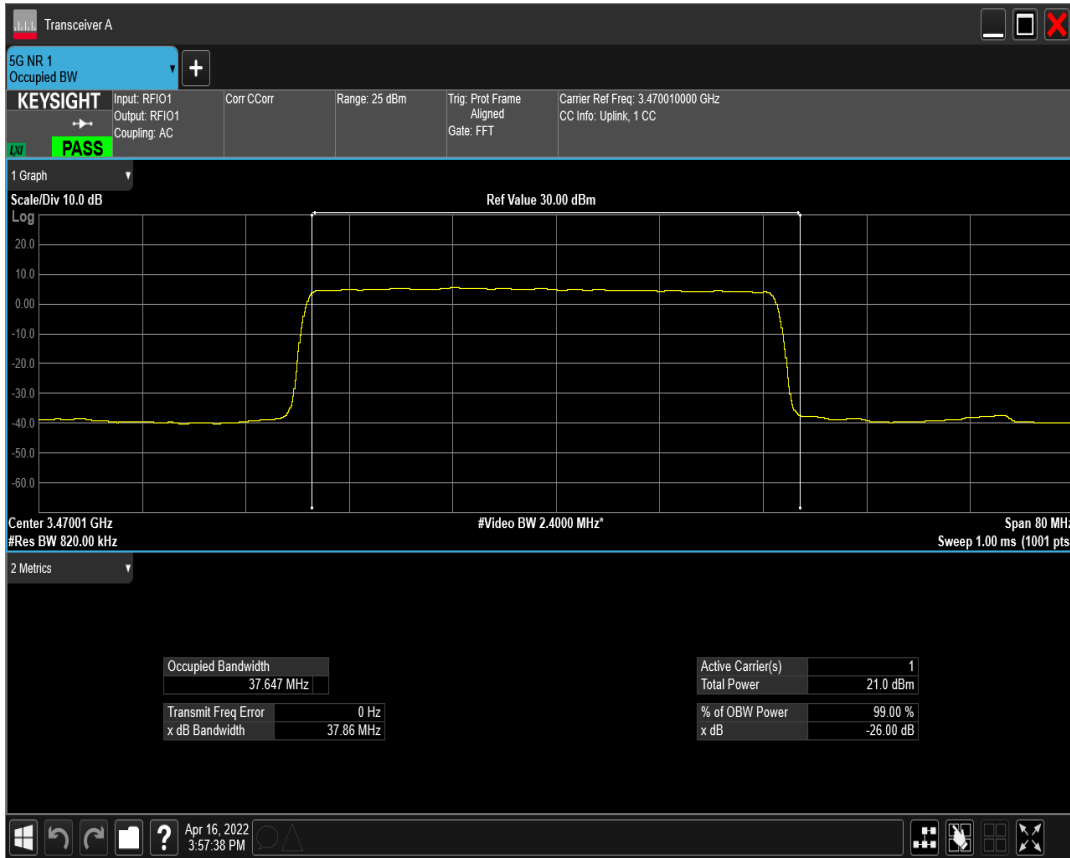 Transceiver A
5G NR 1
Occupied BW
KEYSIGHT
LXI
PASS
Input: RFIO1
Output: RFIO1
Coupling: AC
Corr CCorr
Range: 25 dBm
Trig: Prot Frame
Aligned
Gate: FFT
Carrier Ref Freq: 3.470010000 GHz
CC Info: Uplink, 1 CC
1 Graph
Scale/Div 10.0 dB
Ref Value 30.00 dBm
Log
20.0
10.0
0.00
-10.0
-20.0
-30.0
-40.0
-50.0
-60.0
Center 3.47001 GHz
#Video BW 2.4000 MHz*
Span 80 MHz
#Res BW 820.00 kHz
Sweep 1.00 ms (1001 pts
2 Metrics
Occupied Bandwidth
37.647 MHz
Transmit Freq Error 0 Hz
x dB Bandwidth 37.86 MHz
Active Carrier(s) 1
Total Power 21.0 dBm
% of OBW Power 99.00 %
x dB -26.00 dB
?
Apr 16, 2022
3:57:38 PM